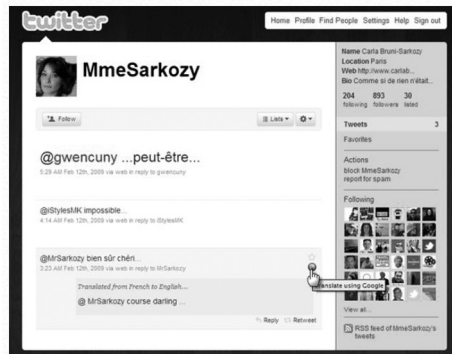 twitter
Home Profile Find People Settings Help Sign out
MmeSarkozy
Follow
Lists
@gwencuny ...peut-être...
5:29 AM Feb 12th, 2009 via web in reply to gwencuny
@iStylesMK impossible...
4:14 AM Feb 12th, 2009 via web in reply to iStylesMK
@MrSarkozy bien sûr chéri...
3:23 AM Feb 12th, 2009 via web in reply to MrSarkozy
Translated from French to English...
@ MrSarkozy course darling ...
Reply Retweet
translate using Google
Name Carla Bruni-Sarkozy
Location Paris
Web http://www.carlab...
Bio Comme si de rien n'était...
204 893 30
following followers listed
Tweets 3
Favorites
Actions
block MmeSarkozy
report for spam
Following
View all...
RSS feed of MmeSarkozy's
tweets